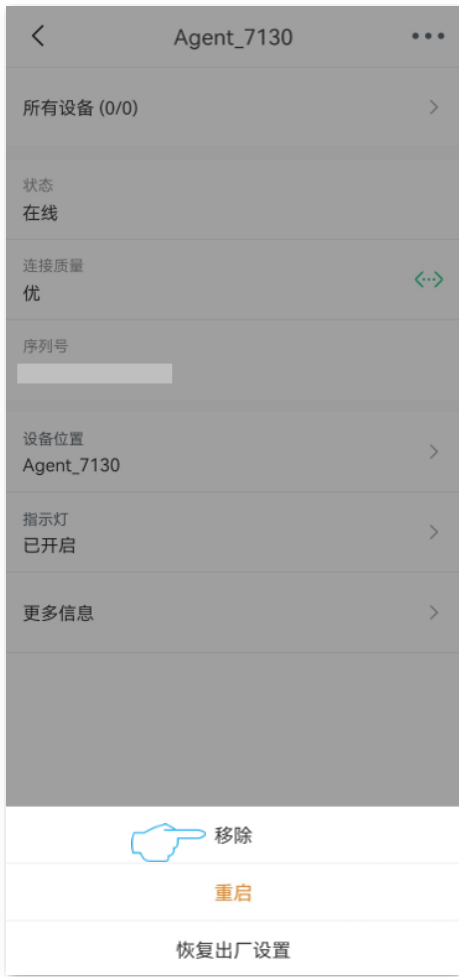 Agent_7130
所有设备 (0/0)
状态
在线
连接质量
优
序列号
设备位置
Agent_7130
指示灯
已开启
更多信息
移除
重启
恢复出厂设置